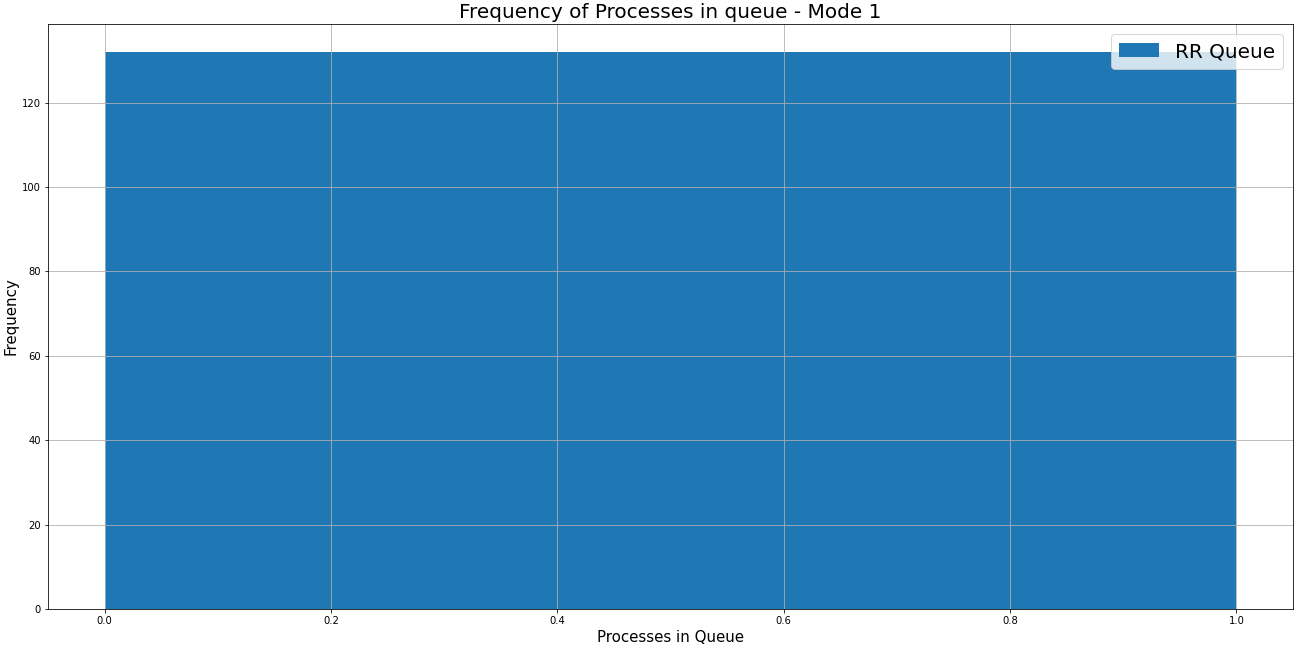 Frequency of Processes in queue - Mode 1
RR Queue
120
100
80
60
40
20
0
Frequency
0.0 0.2 0.4 0.6 0.8 1.0
Processes in Queue